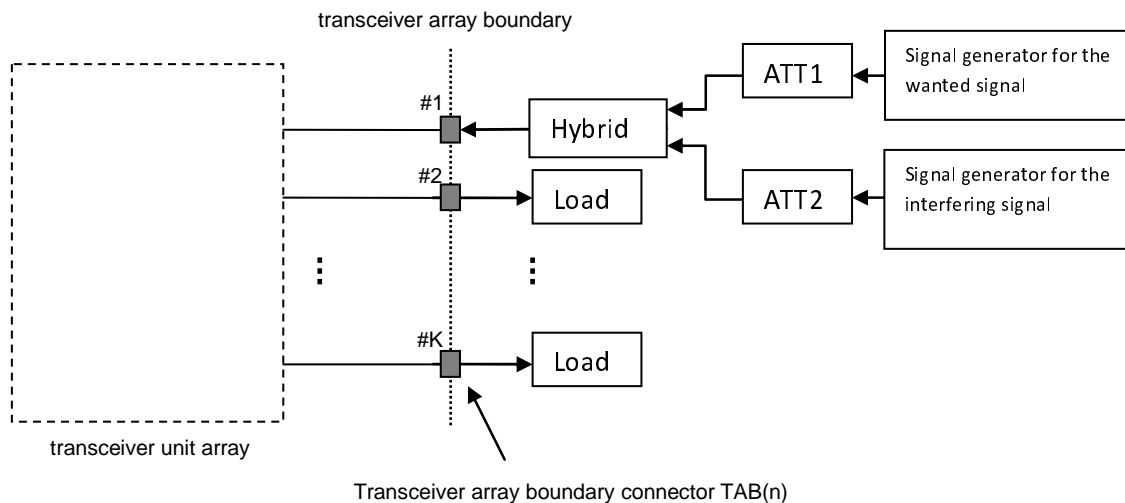 transceiver array boundary
#1
Hybrid
ATT1
Signal generator for the
wanted signal
#2
Load
ATT2
Signal generator for the
interfering signal
#K
Load
transceiver unit array
Transceiver array boundary connector TAB(n)